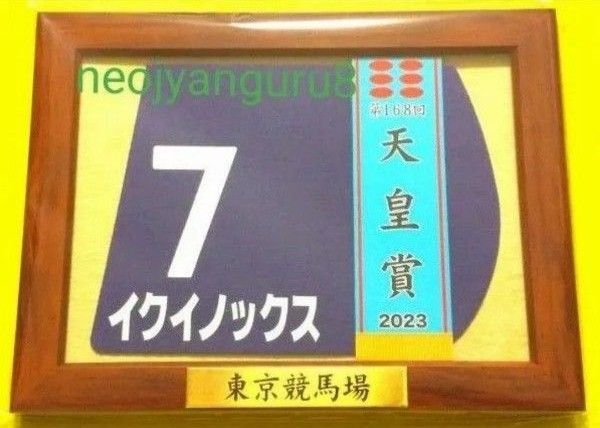 neojyanguru8
第168回
天皇賞
2023
7
イクイノックス
東京競馬場